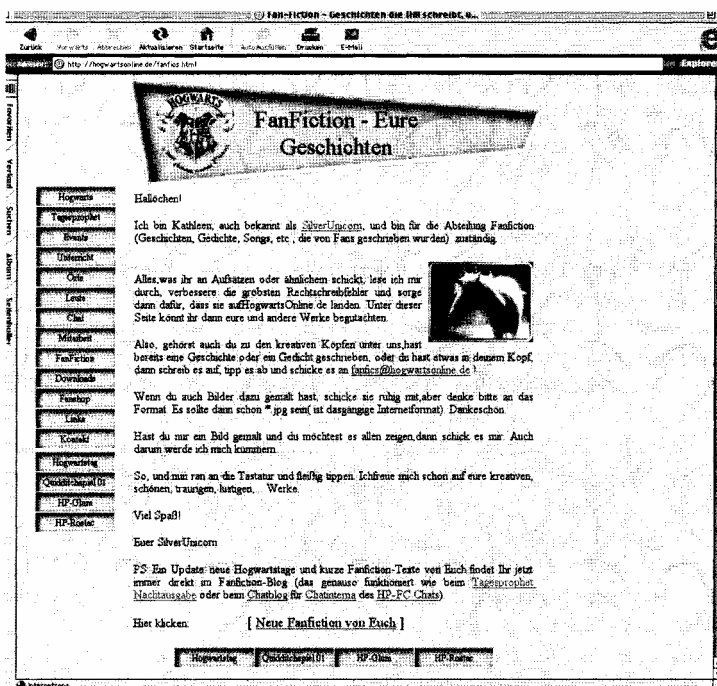 Fan-Fiction - Geschichten die IHR schreibt, u...
Zurück Vorwärts Abbrechen Aktualisieren Startseite AutoAusfüllen Drucken E-Mail
http://hogwartsonline.de/fanfics.html
Explorer
Favoriten
Verlauf
Suchen
Album
Seitenhalter
HOGWARTS
FanFiction - Eure
Geschichten
Hogwarts
Tagesprophet
Events
Unterricht
Orte
Leute
Chat
Mitarbeit
FanFiction
Downloads
Fanshop
Links
Kontakt
Hogwartstag
Quidditchspiel 01
HP-Glam
HP-Rostac
Hallöchen!
Ich bin Kathleen, auch bekannt als SilverUnicorn, und bin für die Abteilung Fanfiction
(Geschichten, Gedichte, Songs, etc., die von Fans geschrieben wurden) zuständig.
Alles,was ihr an Aufsätzen oder ähnlichem schickt, lese ich mir
durch, verbessere die gröbsten Rechtschreibfehler und sorge
dann dafür, dass sie aufHogwartsOnline.de landen. Unter dieser
Seite könnt ihr dann eure und andere Werke begutachten.
Also, gehörst auch du zu den kreativen Köpfen unter uns,hast
bereits eine Geschichte oder ein Gedicht geschrieben, oder du hast etwas in deinem Kopf,
dann schreib es auf, tipp es ab und schicke es an fanfics@hogwartsonline.de !
Wenn du auch Bilder dazu gemalt hast, schicke sie ruhig mit,aber denke bitte an das
Format. Es sollte dann schon *.jpg sein( ist dasgängige Internetformat). Dankeschön.
Hast du nur ein Bild gemalt und du möchtest es allen zeigen,dann schick es mir. Auch
darum werde ich mich kümmern.
So, und nun ran an die Tastatur und fleißig tippen. Ichfreue mich schon auf eure kreativen,
schönen, traurigen, lustigen, ... Werke.
Viel Spaß!
Euer SilverUnicorn
PS: Ein Update: neue Hogwartstage und kurze Fanfiction-Texte von Euch findet Ihr jetzt
immer direkt im Fanfiction-Blog (das genauso funktioniert wie beim Tagesprophet
Nachtausgabe oder beim Chatblog für Chatinterna des HP-FC Chats).
Hier klicken: [ Neue Fanfiction von Euch ]
Hogwartstag Quidditchspiel 01 HP-Glam HP-Rostac